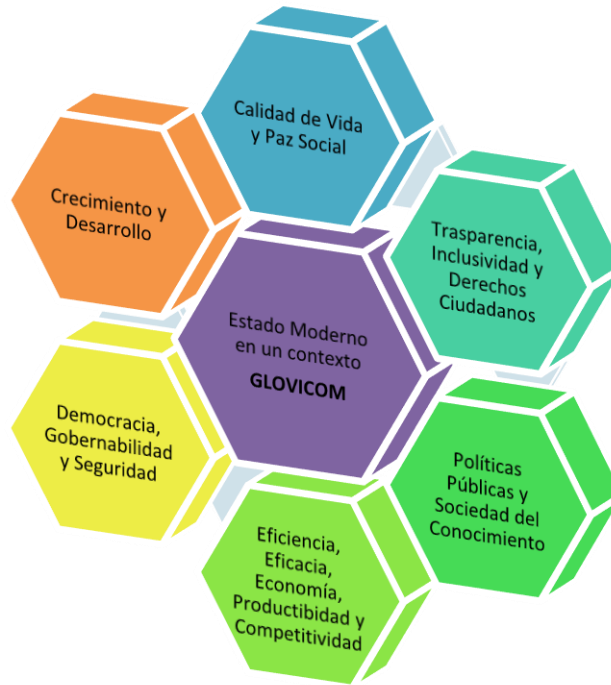 Calidad de Vida
y Paz Social
Crecimiento y
Desarrollo
Trasparencia,
Inclusividad y
Derechos
Ciudadanos
Estado Moderno
en un contexto
GLOVICOM
Democracia,
Gobernabilidad
y Seguridad
Políticas
Públicas y
Sociedad del
Conocimiento
Eficiencia,
Eficacia,
Economía,
Productibidad y
Competitividad